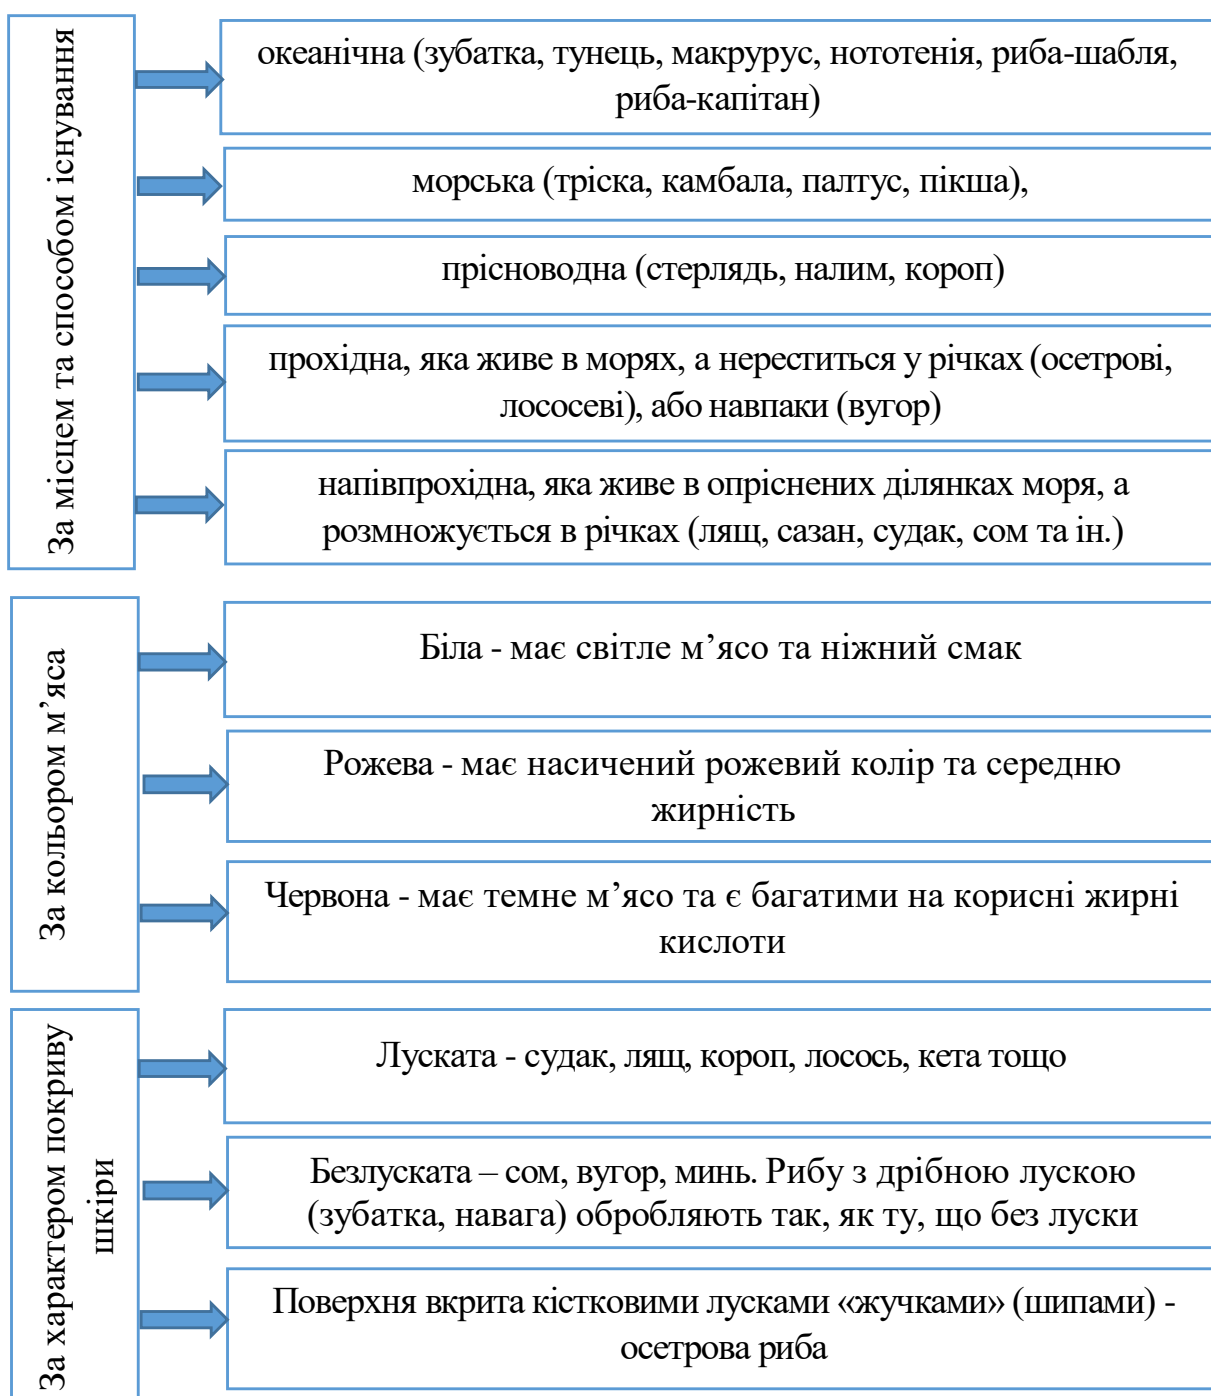 За місцем та способом існування
океанічна (зубатка, тунець, макрурус, нототенія, риба-шабля,
риба-капітан)
морська (тріска, камбала, палтус, пікша),
прісноводна (стерлядь, налим, короп)
прохідна, яка живе в морях, а нереститься у річках (осетрові,
лососеві), або навпаки (вугор)
напівпрохідна, яка живе в опріснених ділянках моря, а
розмножується в річках (лящ, сазан, судак, сом та ін.)
За кольором м’яса
Біла - має світле м’ясо та ніжний смак
Рожева - має насичений рожевий колір та середню
жирність
Червона - має темне м’ясо та є багатими на корисні жирні
кислоти
За характером покриву
шкіри
Луската - судак, лящ, короп, лосось, кета тощо
Безлуската – сом, вугор, минь. Рибу з дрібною лускою
(зубатка, навага) обробляють так, як ту, що без луски
Поверхня вкрита кістковими лусками «жучками» (шипами) -
осетрова риба